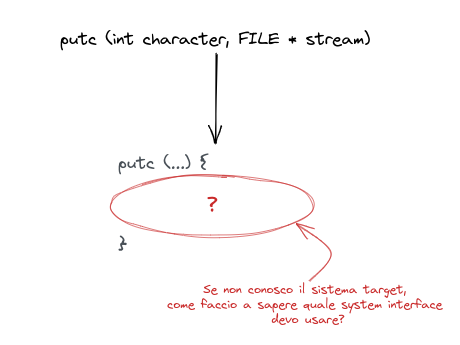 putc (int character, FILE * stream)
putc (...) {
?
}
Se non conosco il sistema target,
come faccio a sapere quale system interface
devo usare?